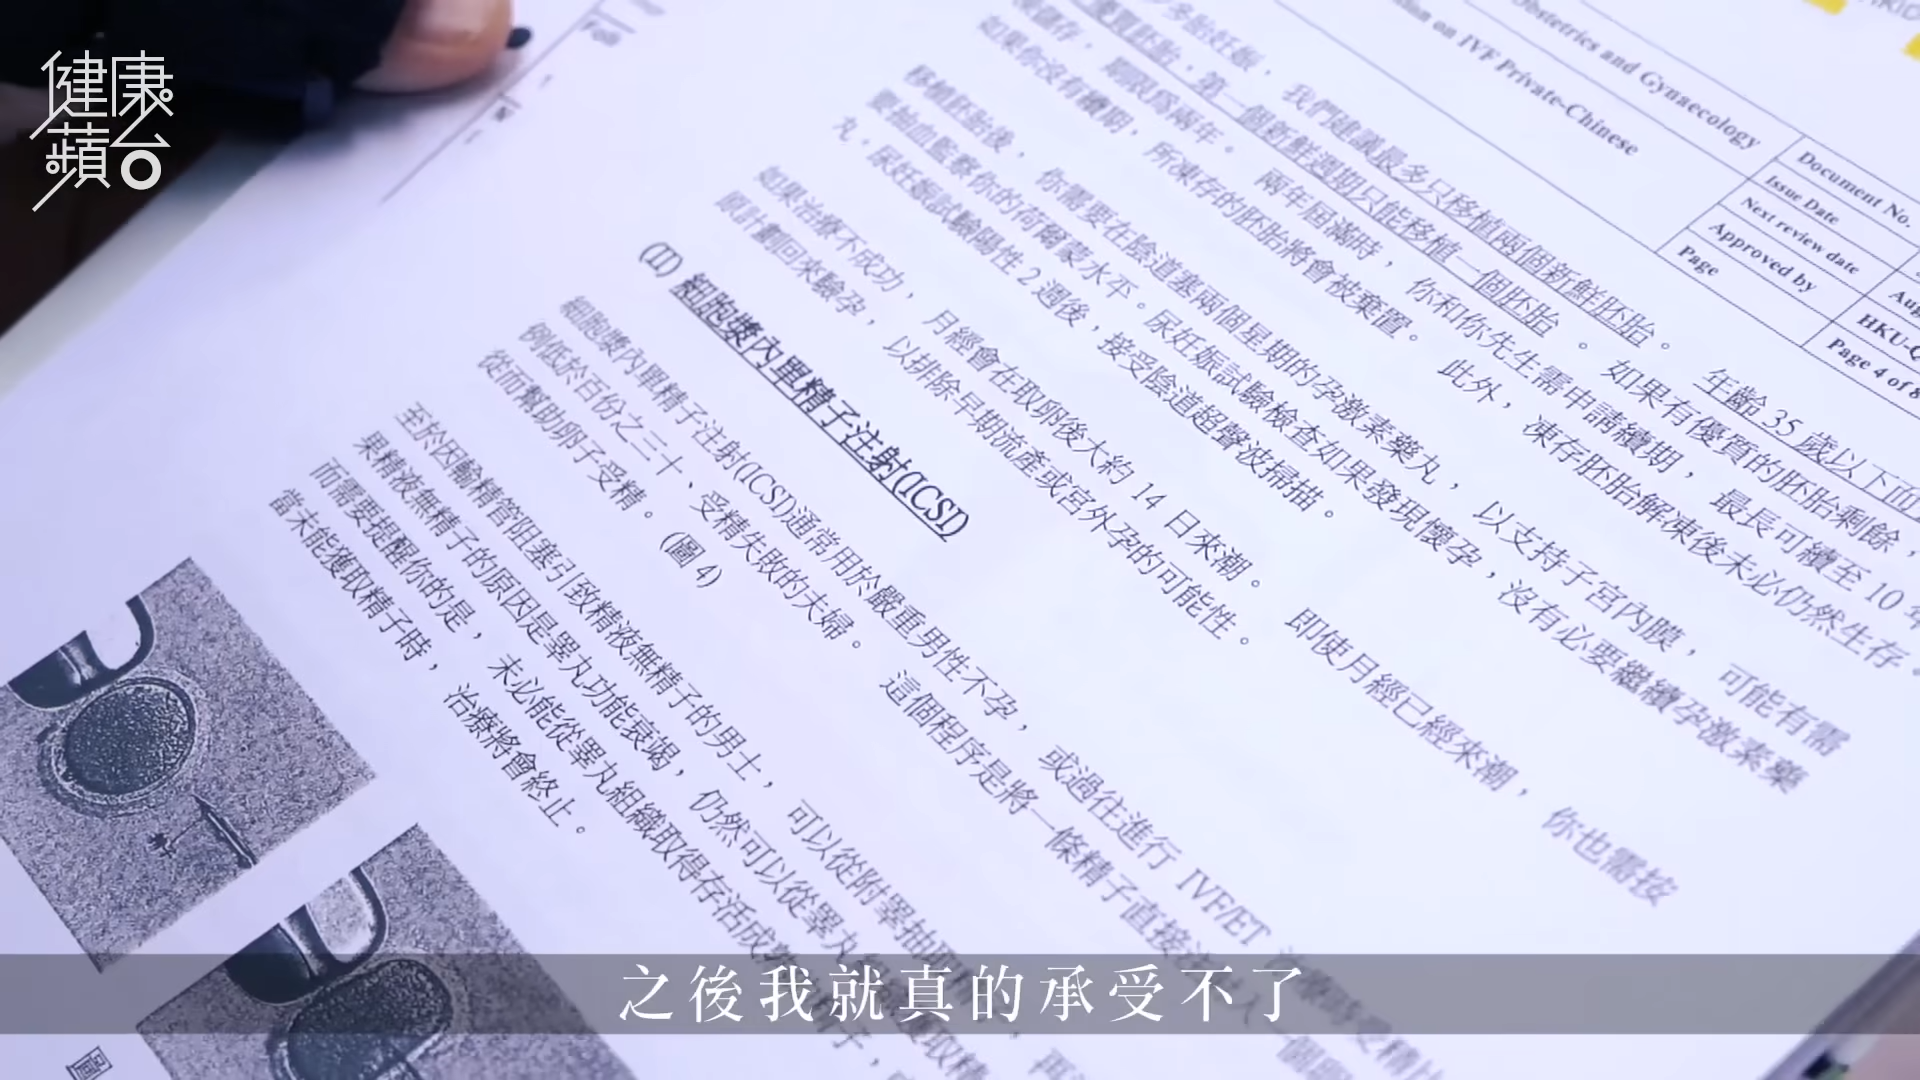 健康
蘋台
Obstetrics and Gynaecology
on IVF Private-Chinese
Document No.
Issue Date
Next review date
Approved by
Page
HKU-Q
Page 4 of 8
多胎妊娠，我們建議最多只移植兩個新鮮胚胎。年齡 35 歲以下而
胚胎，第一個新鮮週期只能移植一個胚胎。如果有優質的胚胎剩餘，
儲存，期限為兩年。兩年屆滿時，你和你先生需申請續期，最長可續至 10 年
如果你沒有續期，所凍存的胚胎將會被棄置。此外，凍存胚胎解凍後未必仍然生存。
移植胚胎後，你需要在陰道塞兩個星期的孕激素藥丸，以支持子宮內膜，可能有需
要抽血監察你的荷爾蒙水平。尿妊娠試驗檢查如果發現懷孕，沒有必要繼續孕激素藥
丸。尿妊娠試驗陽性 2 週後，接受陰道超聲波掃描。
如果治療不成功，月經會在取卵後大約 14 日來潮。即使月經已經來潮，你也需按
原計劃回來驗孕，以排除早期流產或宮外孕的可能性。
(II) 細胞漿內單精子注射(ICSI)
細胞漿內單精子注射(ICSI)通常用於嚴重男性不孕，或過往進行 IVF/ET
例低於百份之三十、受精失敗的夫婦。這個程序是將一條精子直接
從而幫助卵子受精。(圖 4)
至於因輸精管阻塞引致精液無精子的男士，可以從附睪抽取
果精液無精子的原因是睪丸功能衰竭，仍然可以從睪丸
而需要提醒你的是，未必能從睪丸組織取得存活成
當未能獲取精子時，治療將會終止。
圖
之後我就真的承受不了